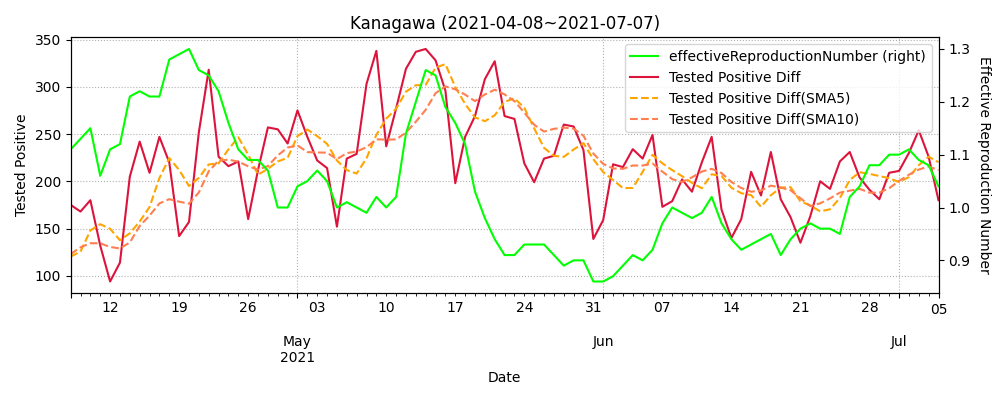 Kanagawa (2021-04-08~2021-07-07)
effectiveReproductionNumber (right)
Tested Positive Diff
Tested Positive Diff(SMA5)
Tested Positive Diff(SMA10)
Tested Positive
350
300
250
200
150
100
Effective Reproduction Number
1.3
1.2
1.1
1.0
0.9
12 19 26 03 10 17 24 31 07 14 21 28 05
May Jun Jul
2021
Date